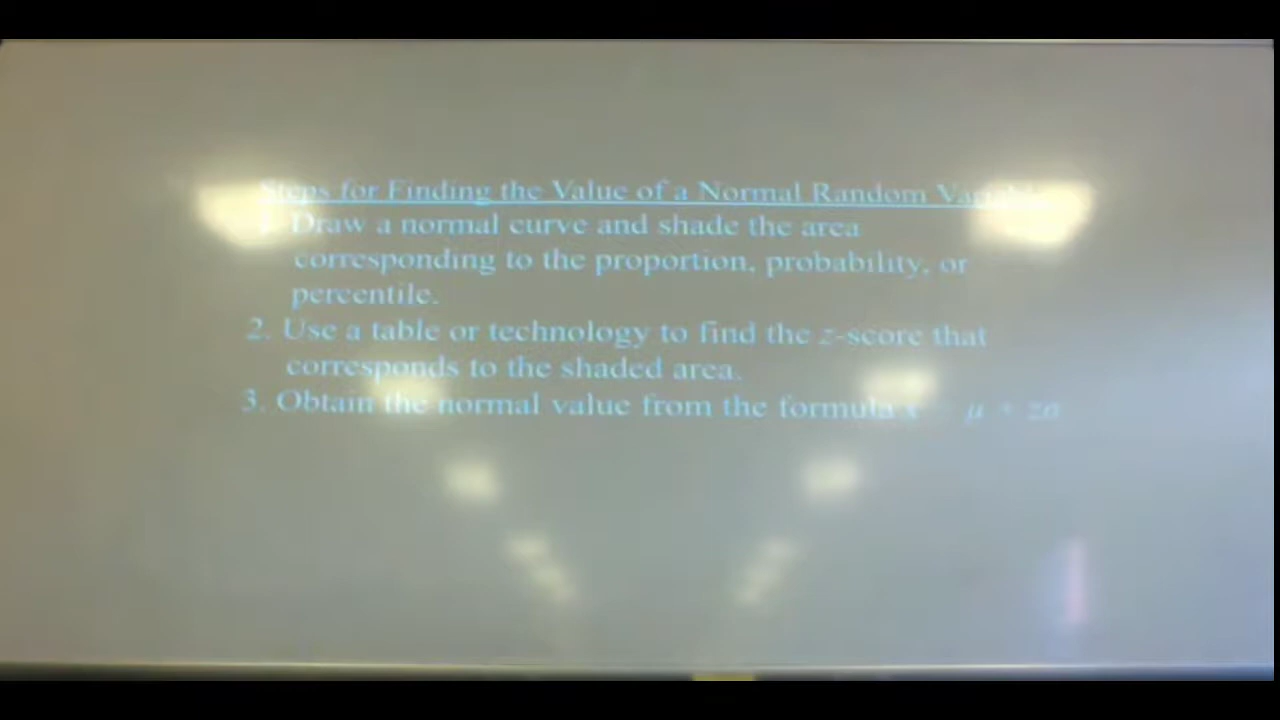 Steps for Finding the Value of a Normal Random Variable
1. Draw a normal curve and shade the area
corresponding to the proportion, probability, or
percentile.
2. Use a table or technology to find the z-score that
corresponds to the shaded area.
3. Obtain the normal value from the formula x = μ + zσ